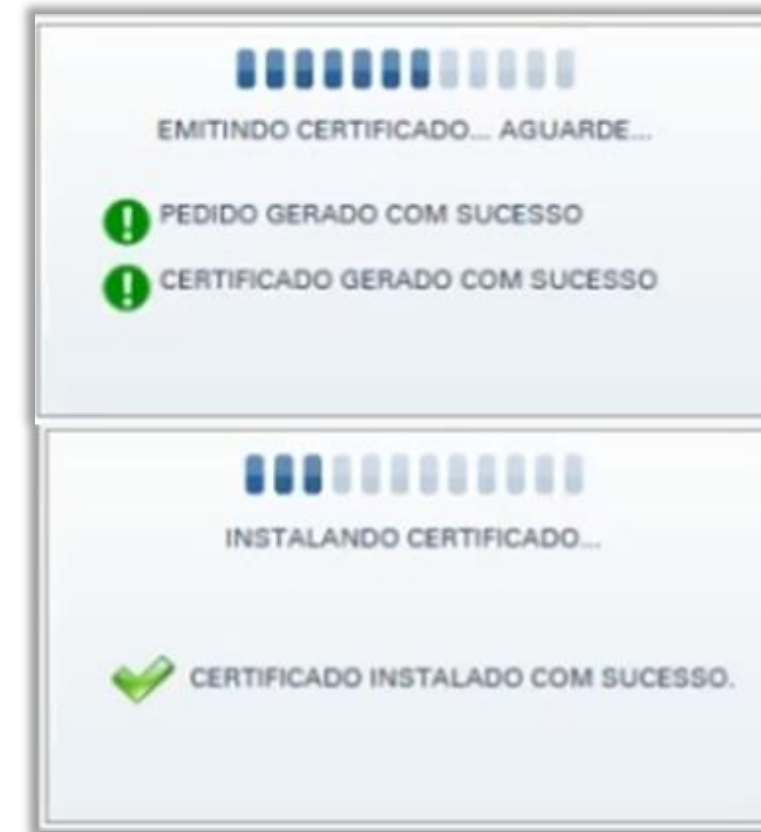 EMITINDO CERTIFICADO... AGUARDE...
PEDIDO GERADO COM SUCESSO
CERTIFICADO GERADO COM SUCESSO
INSTALANDO CERTIFICADO...
CERTIFICADO INSTALADO COM SUCESSO.